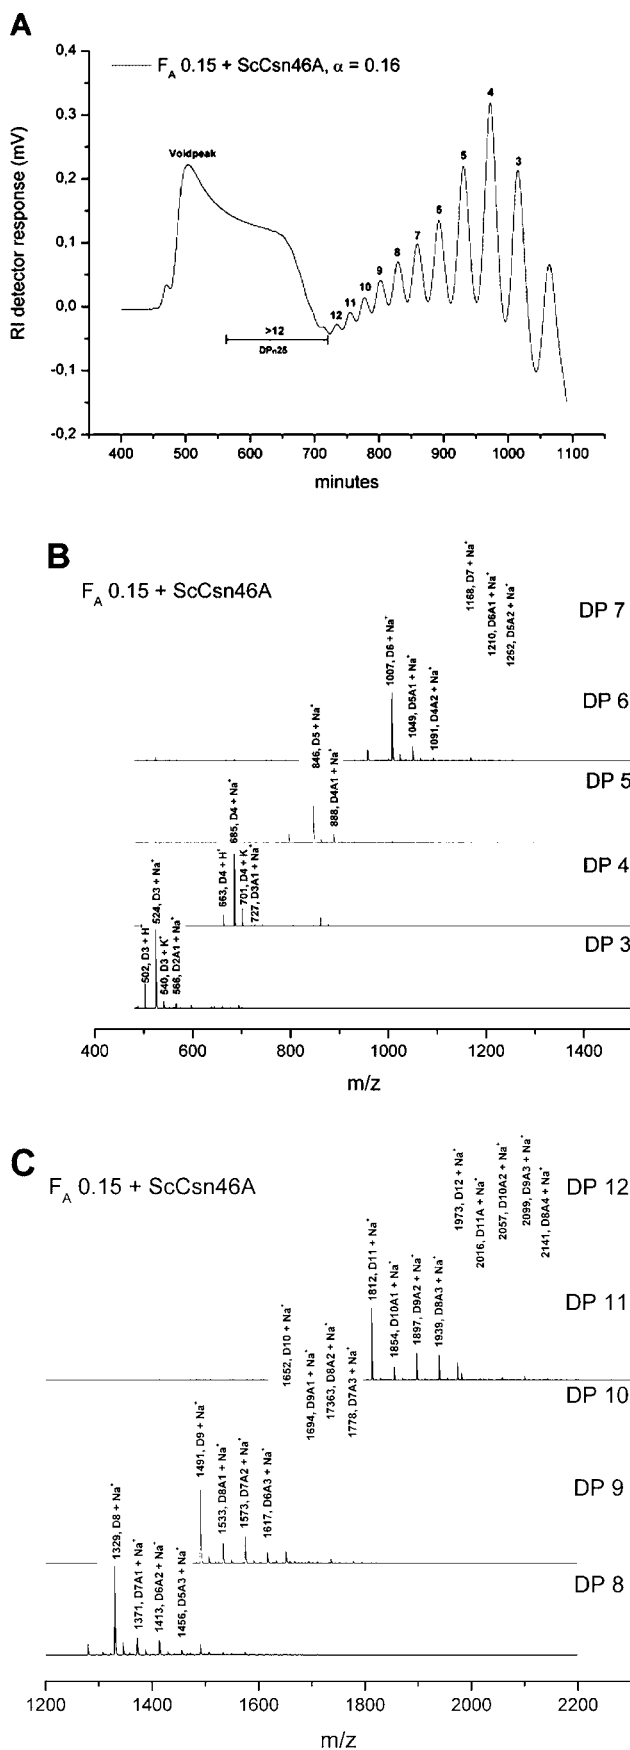 A
F_A 0.15 + ScCsn46A, α = 0.16
0,4
0,3
0,2
0,1
0,0
-0,1
-0,2
RI detector response (mV)
Voidpeak
>12
DPn25
12
11
10
9
8
7
6
5
4
3
400 500 600 700 800 900 1000 1100
minutes
B
F_A 0.15 + ScCsn46A
DP 7
1168, D7 + Na⁺
1210, D6A1 + Na⁺
1252, D5A2 + Na⁺
DP 6
1007, D6 + Na⁺
1049, D5A1 + Na⁺
1091, D4A2 + Na⁺
DP 5
846, D5 + Na⁺
888, D4A1 + Na⁺
DP 4
663, D4 + H⁺
685, D4 + Na⁺
701, D4 + K
727, D3A1 + Na⁺
DP 3
502, D3 + H⁺
524, D3 + Na⁺
540, D3 + K⁺
566, D2A1 + Na⁺
400 600 800 1000 1200 1400
m/z
C
F_A 0.15 + ScCsn46A
DP 12
1973, D12 + Na⁺
2016, D11A + Na⁺
2057, D10A2 + Na⁺
2099, D9A3 + Na⁺
2141, D8A4 + Na⁺
DP 11
1812, D11 + Na⁺
1854, D10A1 + Na⁺
1897, D9A2 + Na⁺
1939, D8A3 + Na⁺
DP 10
1652, D10 + Na⁺
1694, D9A1 + Na⁺
17363, D8A2 + Na⁺
1778, D7A3 + Na⁺
DP 9
1491, D9 + Na⁺
1533, D8A1 + Na⁺
1573, D7A2 + Na⁺
1617, D6A3 + Na⁺
DP 8
1329, D8 + Na⁺
1371, D7A1 + Na⁺
1413, D6A2 + Na⁺
1456, D5A3 + Na⁺
1200 1400 1600 1800 2000 2200
m/z